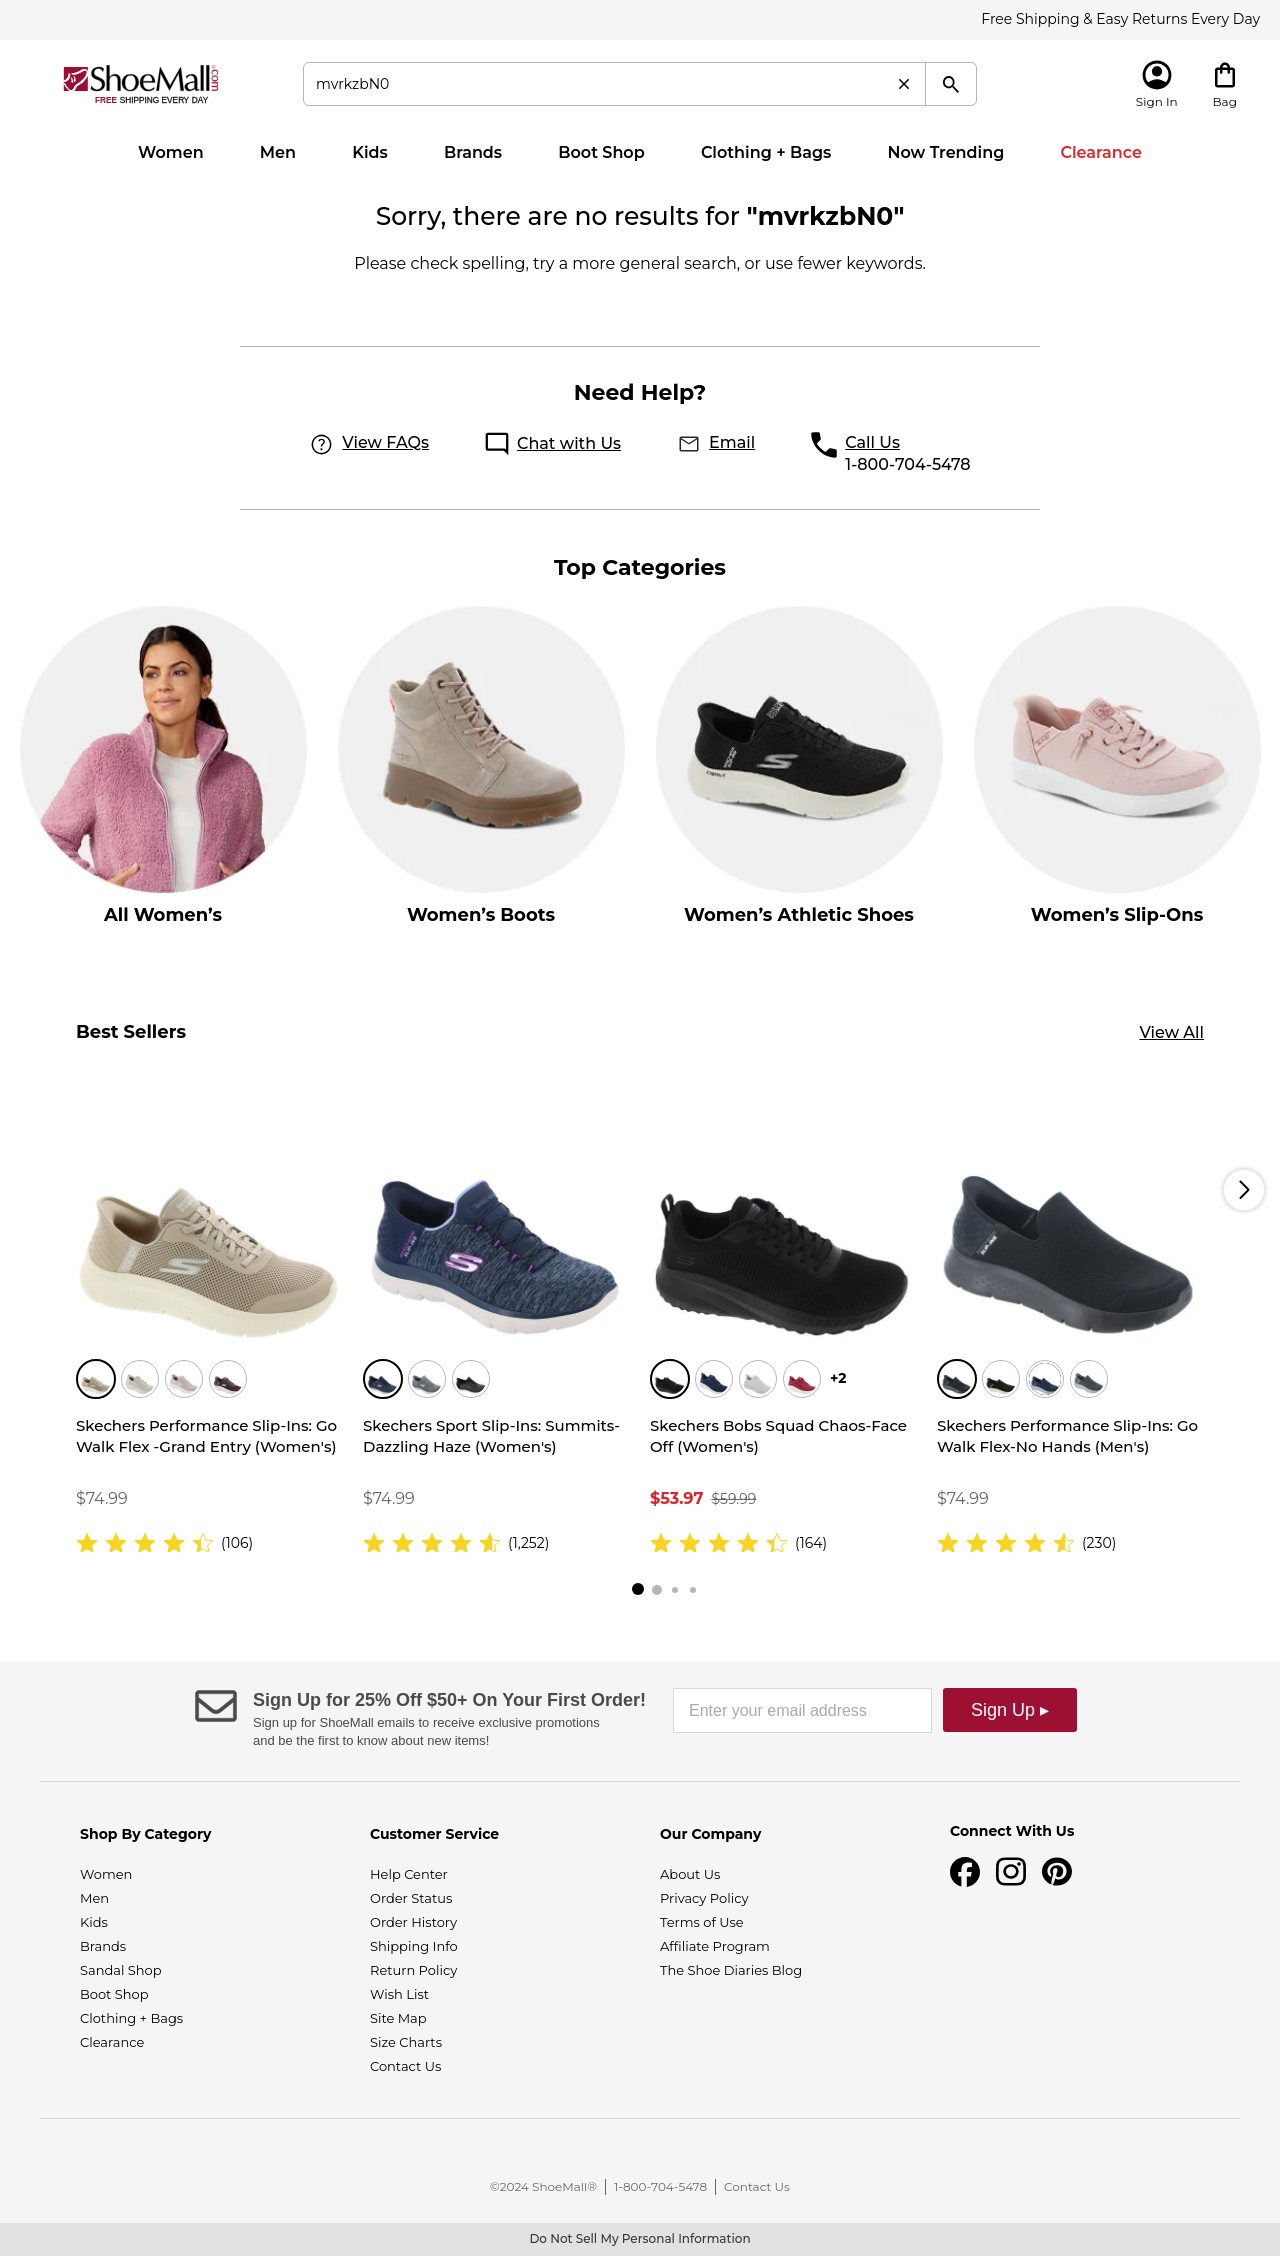 Free Shipping & Easy Returns Every Day
ShoeMall.com
FREE SHIPPING EVERY DAY
mvrkzbN0
Sign In
Bag
Women
Men
Kids
Brands
Boot Shop
Clothing + Bags
Now Trending
Clearance
Sorry, there are no results for "mvrkzbN0"
Please check spelling, try a more general search, or use fewer keywords.
Need Help?
View FAQs
Chat with Us
Email
Call Us
1-800-704-5478
Top Categories
All Women’s
Women’s Boots
Women’s Athletic Shoes
Women’s Slip-Ons
Best Sellers
View All
+2
Skechers Performance Slip-Ins: Go
Walk Flex -Grand Entry (Women's)
$74.99
(106)
Skechers Sport Slip-Ins: Summits-
Dazzling Haze (Women's)
$74.99
(1,252)
Skechers Bobs Squad Chaos-Face
Off (Women's)
$53.97 $59.99
(164)
Skechers Performance Slip-Ins: Go
Walk Flex-No Hands (Men's)
$74.99
(230)
Sign Up for 25% Off $50+ On Your First Order!
Sign up for ShoeMall emails to receive exclusive promotions
and be the first to know about new items!
Enter your email address
Sign Up ▸
Shop By Category
Women
Men
Kids
Brands
Sandal Shop
Boot Shop
Clothing + Bags
Clearance
Customer Service
Help Center
Order Status
Order History
Shipping Info
Return Policy
Wish List
Site Map
Size Charts
Contact Us
Our Company
About Us
Privacy Policy
Terms of Use
Affiliate Program
The Shoe Diaries Blog
Connect With Us
©2024 ShoeMall® | 1-800-704-5478 | Contact Us
Do Not Sell My Personal Information